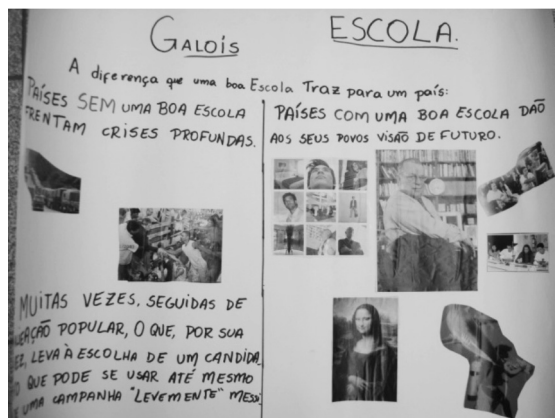 GALOIS
ESCOLA.
A diferença que uma boa Escola Traz para um país:
PAÍSES SEM UMA BOA ESCOLA
FRENTAM CRISES PROFUNDAS.
PAÍSES COM UMA BOA ESCOLA DÃO
AOS SEUS POVOS VISÃO DE FUTURO.
MUITAS VEZES, SEGUIDAS DE
POPULAR, O QUE, POR SUA
EZ, LEVA À ESCOLHA DE UM CANDIDA
O QUE PODE SE USAR ATÉ MESMO
E UMA CAMPANHA "LEVEMENTE" MESSI